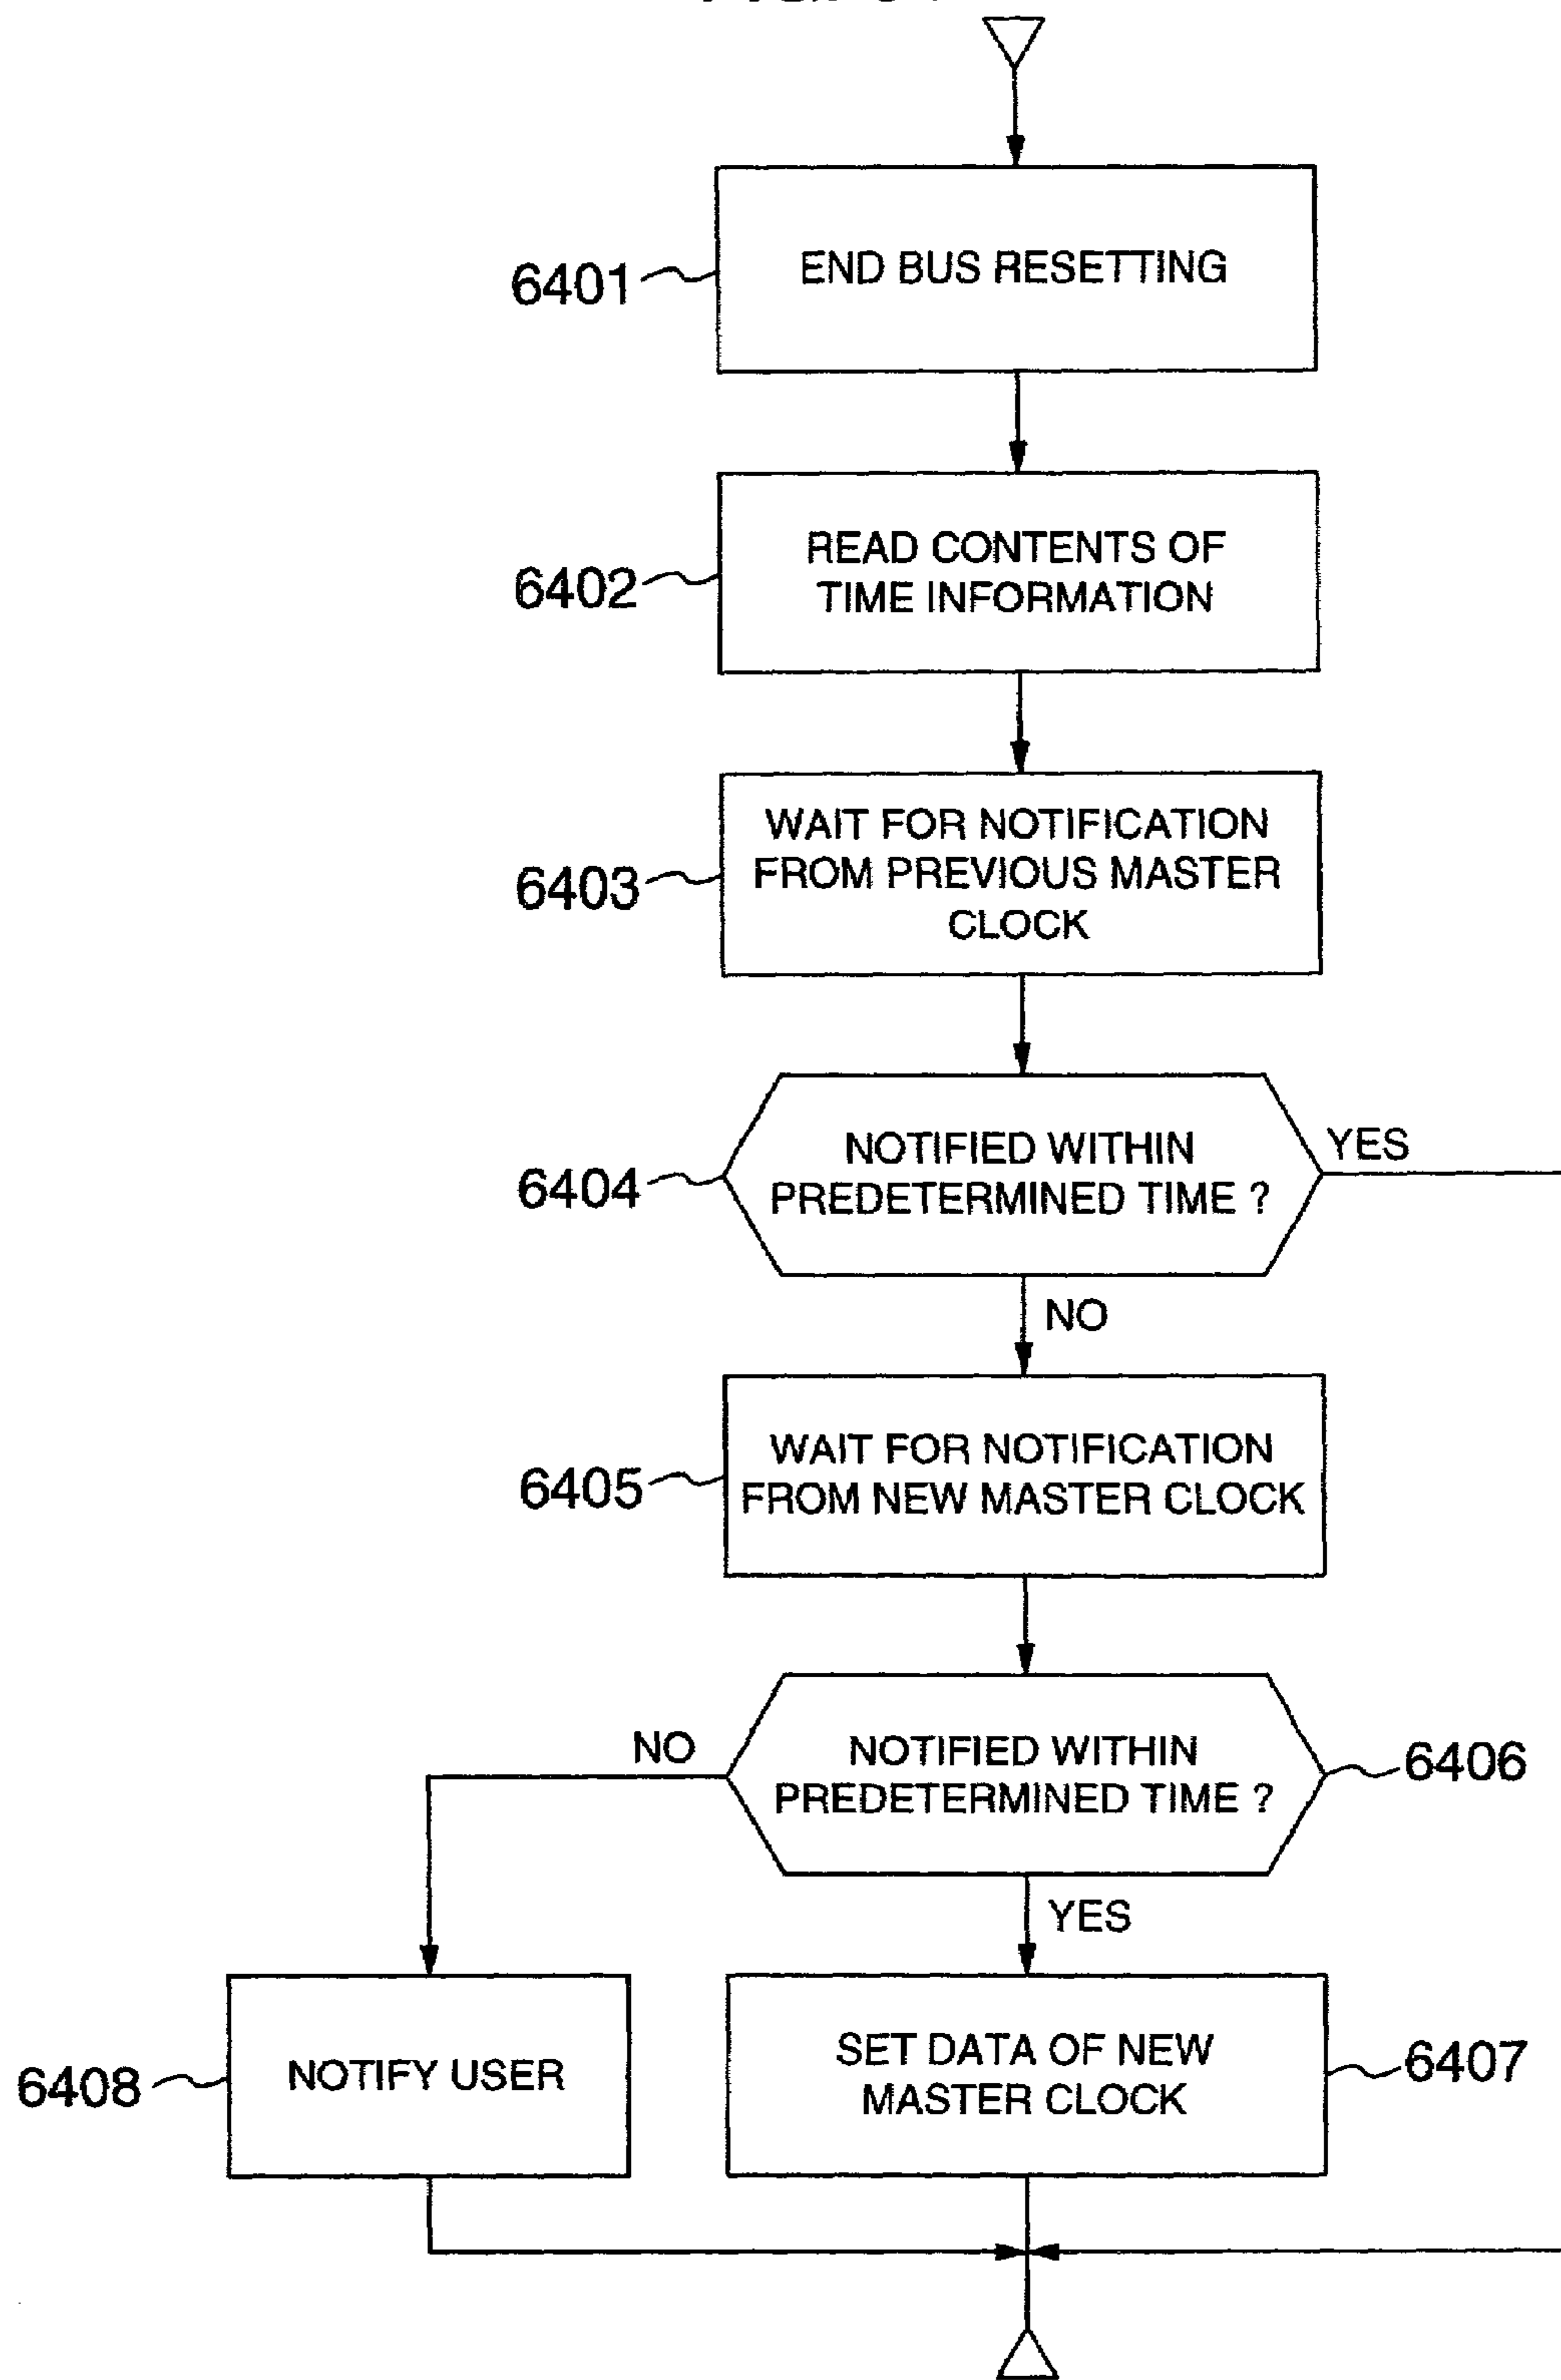 6401
END BUS RESETTING
6402
READ CONTENTS OF
TIME INFORMATION
6403
WAIT FOR NOTIFICATION
FROM PREVIOUS MASTER
CLOCK
6404
NOTIFIED WITHIN
PREDETERMINED TIME ?
YES
NO
6405
WAIT FOR NOTIFICATION
FROM NEW MASTER CLOCK
NO
NOTIFIED WITHIN
PREDETERMINED TIME ?
6406
YES
6408
NOTIFY USER
SET DATA OF NEW
MASTER CLOCK
6407